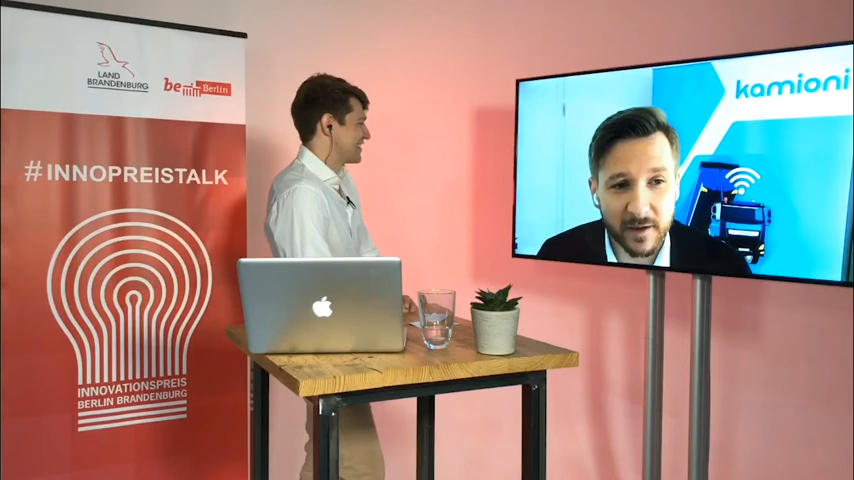 LAND
BRANDENBURG
be Berlin
#INNOPREISTALK
INNOVATIONSPREIS
BERLIN BRANDENBURG
kamioni